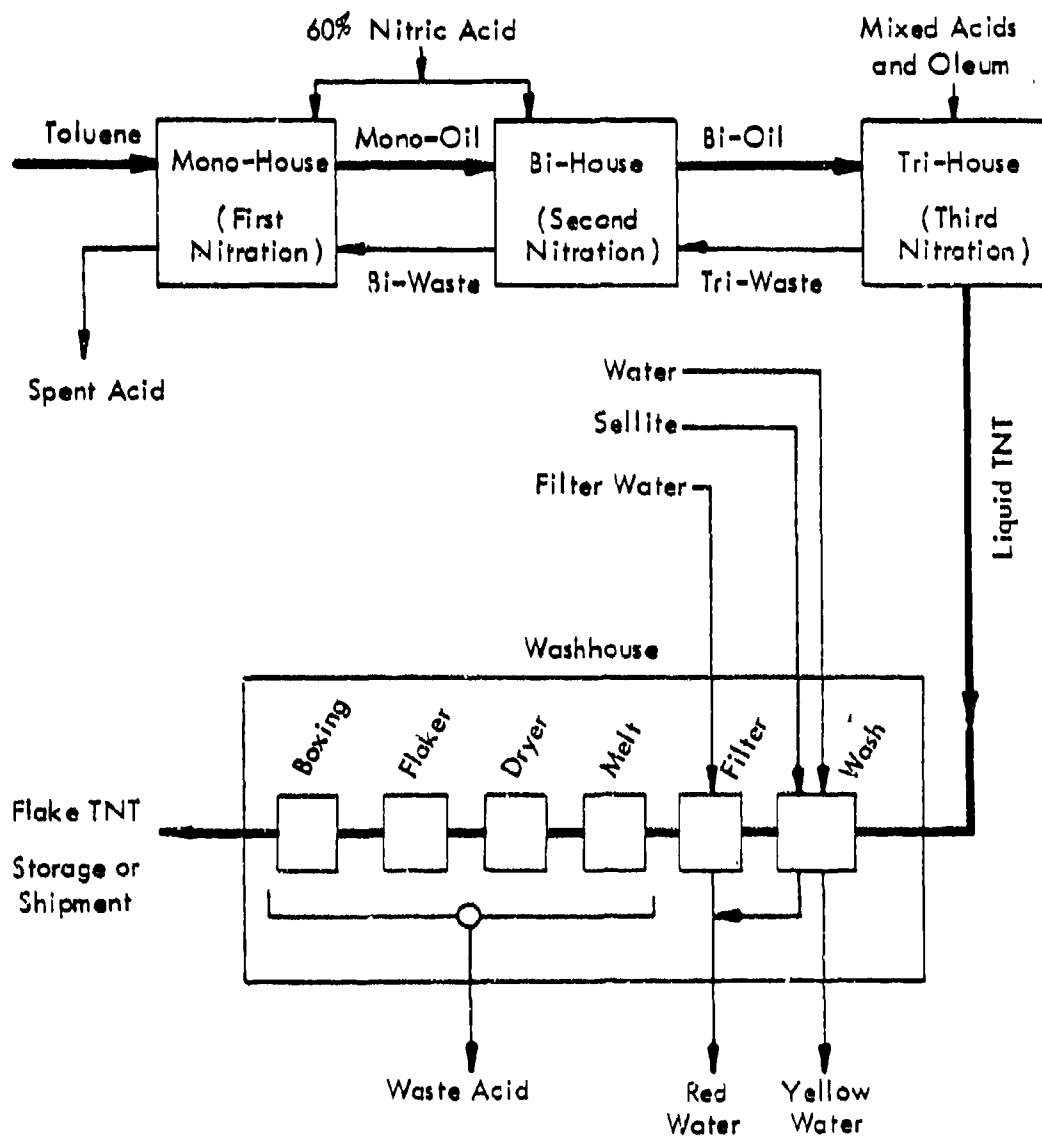 60% Nitric Acid
Mixed Acids
and Oleum
Toluene
Mono-House
(First
Nitration)
Mono-Oil
Bi-Waste
Bi-Hause
(Second
Nitration)
Bi-Oil
Tri-Waste
Tri-House
(Third
Nitration)
Spent Acid
Water
Sellite
Filter Water
Liquid TNT
Washhouse
Boxing
Flaker
Dryer
Melt
Filter
Wash
Flake TNT
Storage or
Shipment
Waste Acid
Red
Water
Yellow
Water